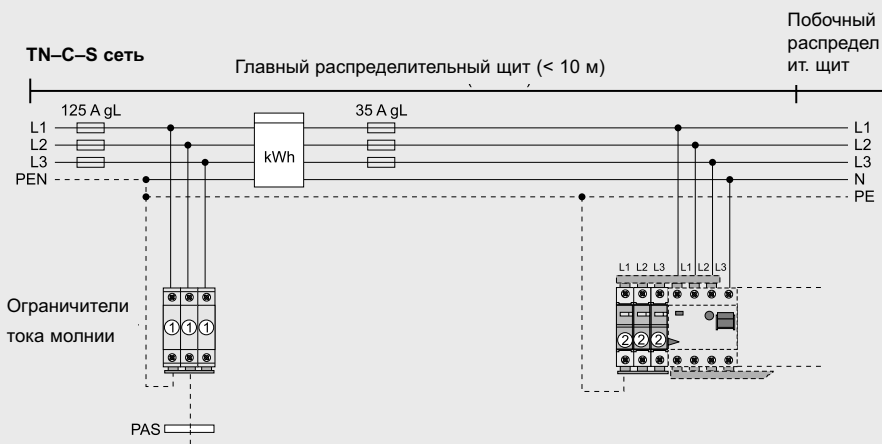 Побочный
распредел
ит. щит
TN–C–S сеть
Главный распределительный щит (< 10 м)
125 A gL
35 A gL
L1
L1
L2
L2
L3
L3
kWh
PEN
N
PE
L1 L2 L3 L1 L2 L3
Ограничители
тока молнии
1 1 1
2 2 2
PAS